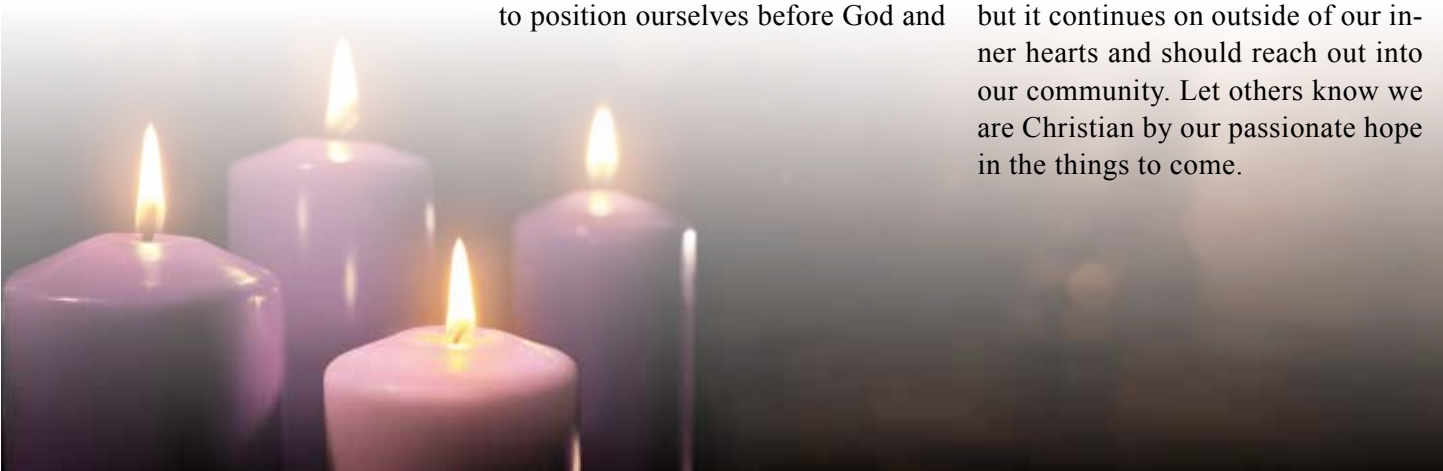 to position ourselves before God and
but it continues on outside of our in-
ner hearts and should reach out into
our community. Let others know we
are Christian by our passionate hope
in the things to come.